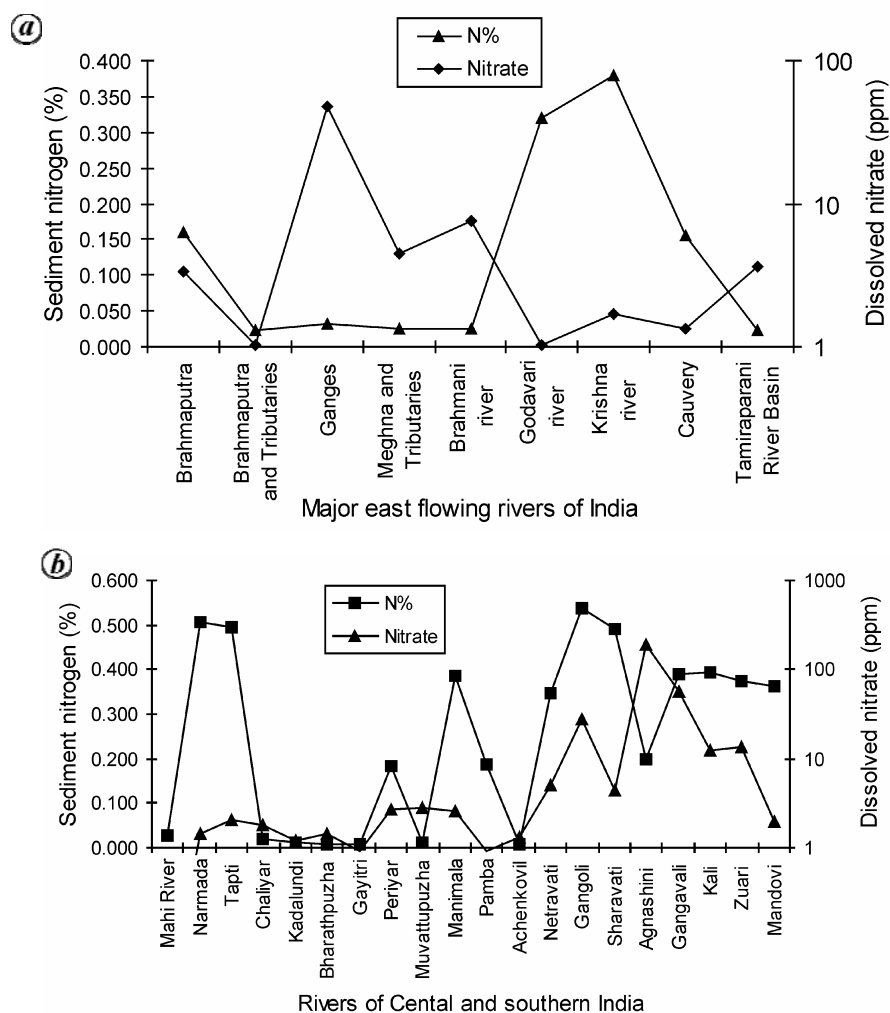 a
N%
Nitrate
Sediment nitrogen (%)
0.400
0.350
0.300
0.250
0.200
0.150
0.100
0.050
0.000
100
10
1
Dissolved nitrate (ppm)
Brahmaputra
Brahmaputra
and Tributaries
Ganges
Meghna and
Tributaries
Brahmani
river
Godavari
river
Krishna
river
Cauvery
Tamiraparani
River Basin
Major east flowing rivers of India
b
N%
Nitrate
Sediment nitrogen (%)
0.600
0.500
0.400
0.300
0.200
0.100
0.000
1000
100
10
1
Dissolved nitrate (ppm)
Mahi River
Narmada
Tapti
Chaliyar
Kadalundi
Bharathpuzha
Gayitri
Periyar
Muvattupuzha
Manimala
Pamba
Achenkovil
Netravati
Gangoli
Sharavati
Agnashini
Gangavali
Kali
Zuari
Mandovi
Rivers of Cental and southern India